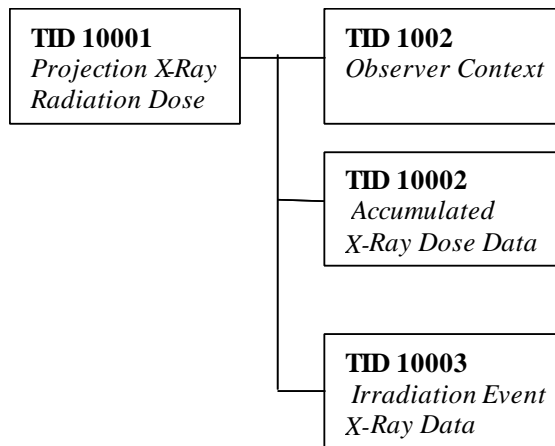 TID 10001
Projection X-Ray
Radiation Dose
TID 1002
Observer Context
TID 10002
Accumulated
X-Ray Dose Data
TID 10003
Irradiation Event
X-Ray Data